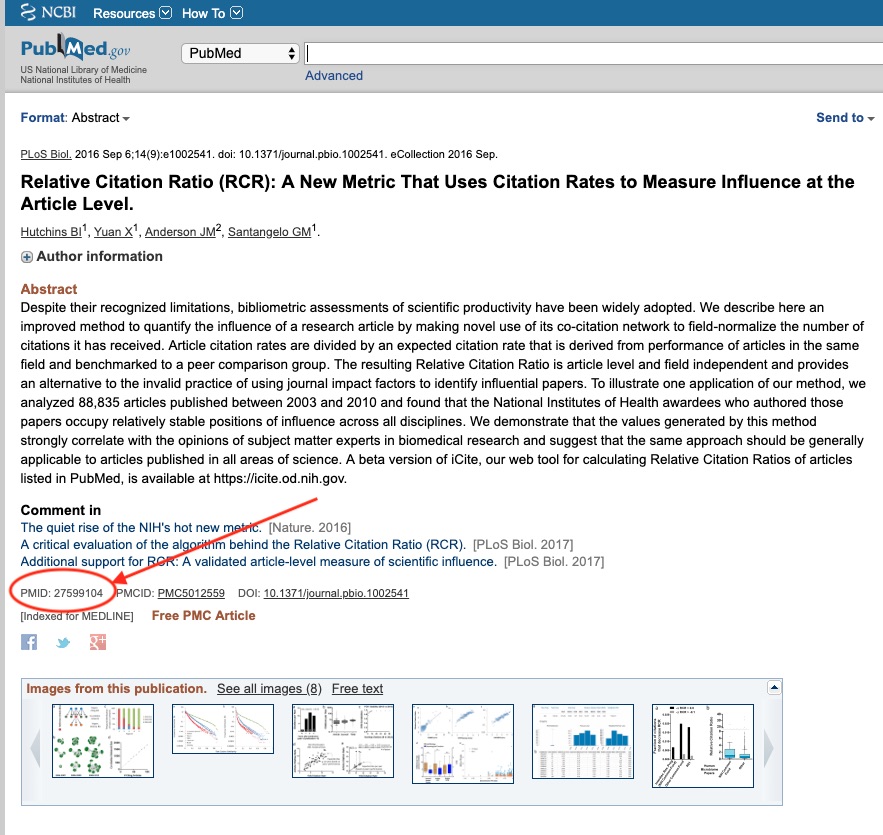 NCBI Resources How To
PubMed.gov
US National Library of Medicine
National Institutes of Health
PubMed
Advanced
Format: Abstract
Send to
PLoS Biol. 2016 Sep 6;14(9):e1002541. doi: 10.1371/journal.pbio.1002541. eCollection 2016 Sep.
Relative Citation Ratio (RCR): A New Metric That Uses Citation Rates to Measure Influence at the
Article Level.
Hutchins BI1, Yuan X1, Anderson JM2, Santangelo GM1.
Author information
Abstract
Despite their recognized limitations, bibliometric assessments of scientific productivity have been widely adopted. We describe here an
improved method to quantify the influence of a research article by making novel use of its co-citation network to field-normalize the number of
citations it has received. Article citation rates are divided by an expected citation rate that is derived from performance of articles in the same
field and benchmarked to a peer comparison group. The resulting Relative Citation Ratio is article level and field independent and provides
an alternative to the invalid practice of using journal impact factors to identify influential papers. To illustrate one application of our method, we
analyzed 88,835 articles published between 2003 and 2010 and found that the National Institutes of Health awardees who authored those
papers occupy relatively stable positions of influence across all disciplines. We demonstrate that the values generated by this method
strongly correlate with the opinions of subject matter experts in biomedical research and suggest that the same approach should be generally
applicable to articles published in all areas of science. A beta version of iCite, our web tool for calculating Relative Citation Ratios of articles
listed in PubMed, is available at https://icite.od.nih.gov.
Comment in
The quiet rise of the NIH's hot new metric. [Nature. 2016]
A critical evaluation of the algorithm behind the Relative Citation Ratio (RCR). [PLoS Biol. 2017]
Additional support for RCR: A validated article-level measure of scientific influence. [PLoS Biol. 2017]
PMID: 27599104 PMCID: PMC5012559 DOI: 10.1371/journal.pbio.1002541
[Indexed for MEDLINE] Free PMC Article
Images from this publication. See all images (8) Free text